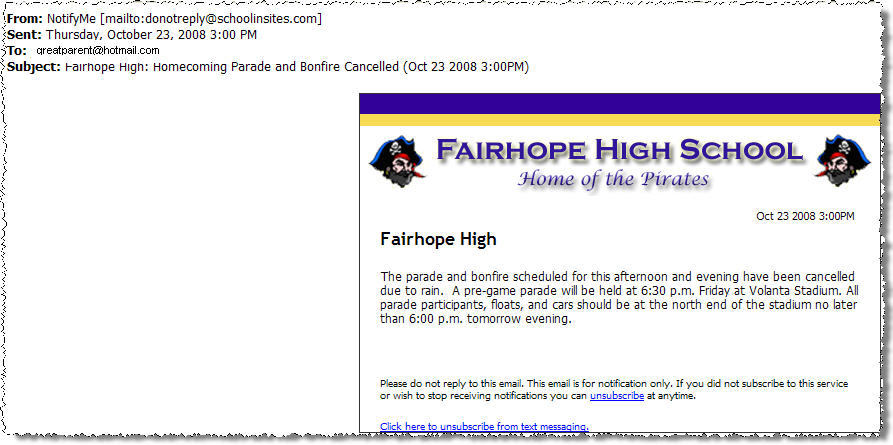 From: NotifyMe [mailto:donotreply@schoolinsites.com]
Sent: Thursday, October 23, 2008 3:00 PM
To: greatparent@hotmail.com
Subject: Fairhope High: Homecoming Parade and Bonfire Cancelled (Oct 23 2008 3:00PM)
FAIRHOPE HIGH SCHOOL
Home of the Pirates
Oct 23 2008 3:00PM
Fairhope High
The parade and bonfire scheduled for this afternoon and evening have been cancelled
due to rain.  A pre-game parade will be held at 6:30 p.m. Friday at Volanta Stadium. All
parade participants, floats, and cars should be at the north end of the stadium no later
than 6:00 p.m. tomorrow evening.
Please do not reply to this email. This email is for notification only. If you did not subscribe to this service
or wish to stop receiving notifications you can unsubscribe at anytime.
Click here to unsubscribe from text messaging.